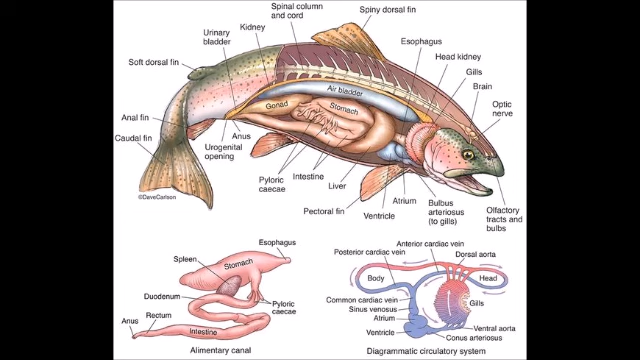 Spinal column
and cord
Spiny dorsal fin
Kidney
Urinary
bladder
Esophagus
Head kidney
Soft dorsal fin
Gills
Brain
Optic
nerve
Air bladder
Gonad
Stomach
Anal fin
Caudal fin
Anus
Urogenital
opening
Pyloric
caecae
Intestine
Liver
Pectoral fin
Ventricle
Atrium
Bulbus
arteriosus
(to gills)
Olfactory
tracts and
bulbs
©DaveCarlson
Esophagus
Spleen
Stomach
Duodenum
Pyloric
caecae
Rectum
Anus
Intestine
Alimentary canal
Anterior cardiac vein
Posterior cardiac vein
Dorsal aorta
Body
Head
Common cardiac vein
Sinus venosus
Gills
Atrium
Ventricle
Ventral aorta
Conus arteriosus
Diagrammatic circulatory system